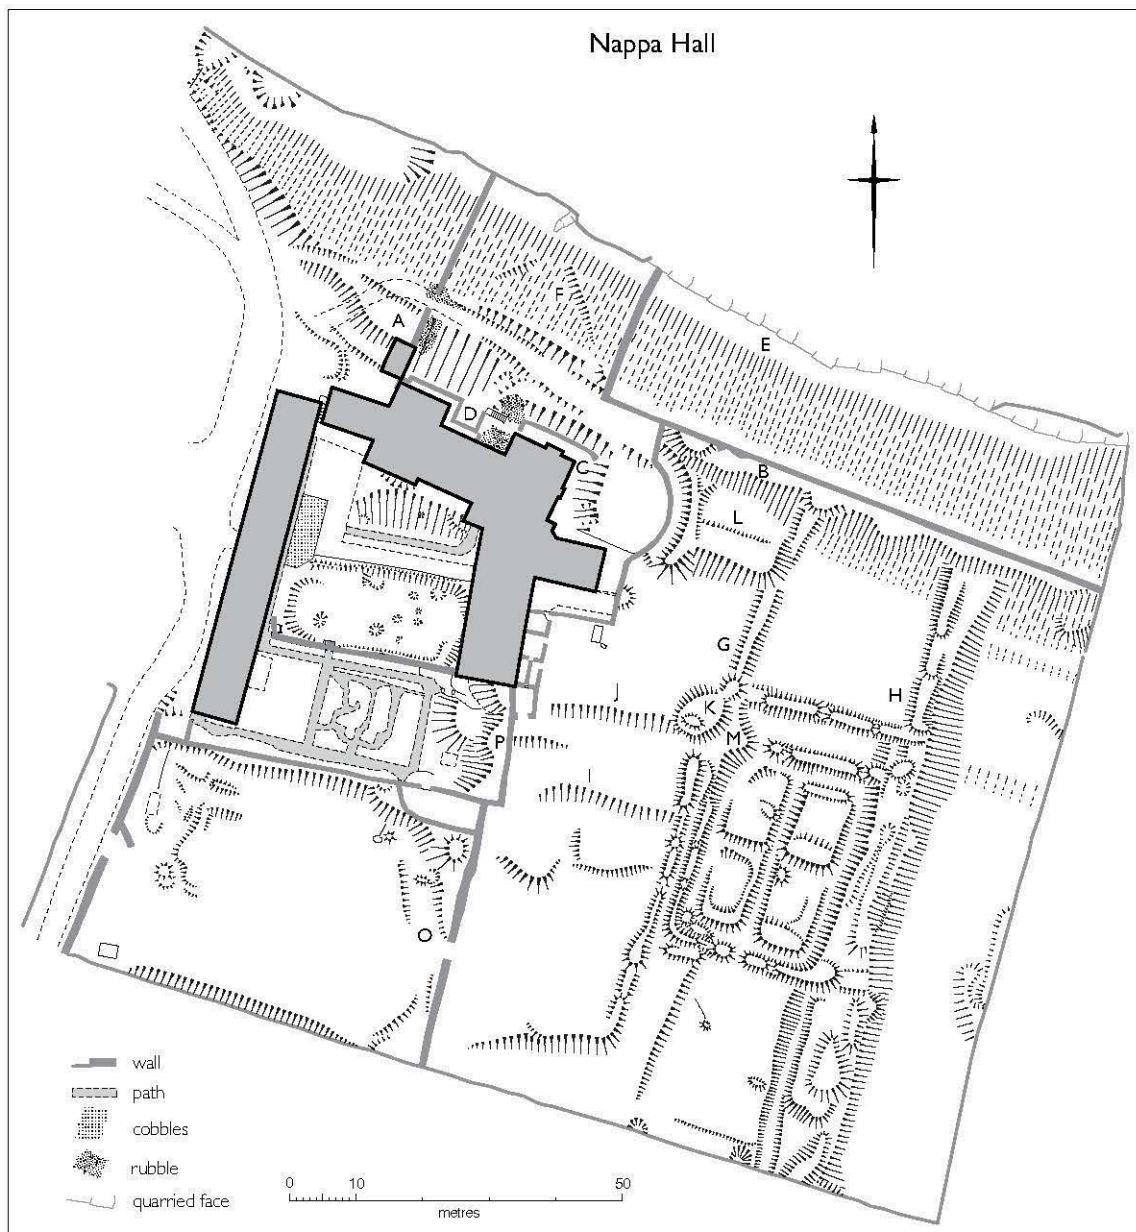 Nappa Hall
A
F
E
D
C
B
L
G
J
K
H
M
P
I
O
wall
path
cobbles
rubble
quarried face
0 10 50
metres